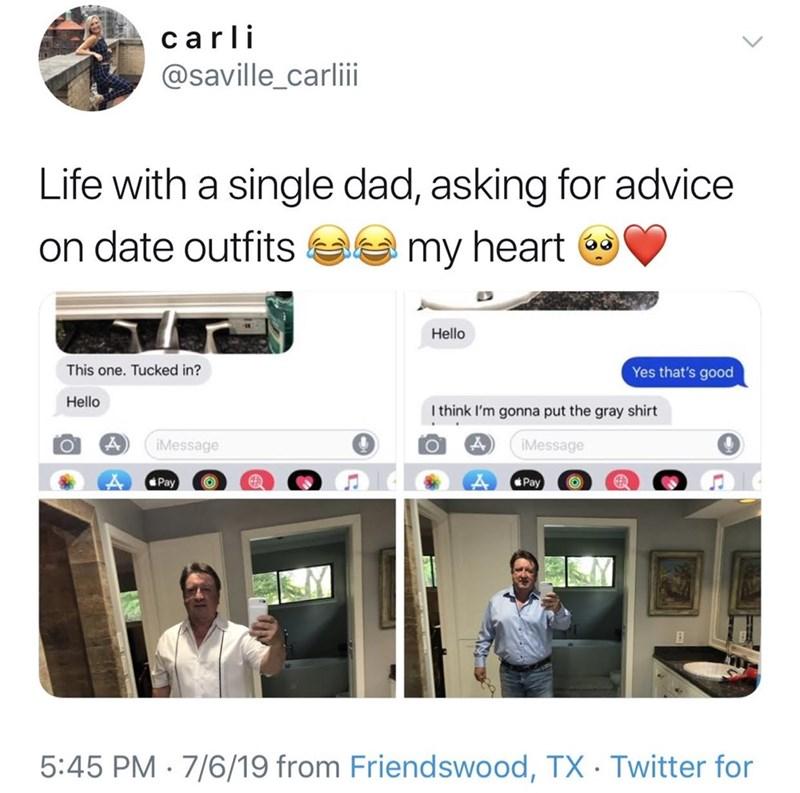 carli
@saville_carliii
Life with a single dad, asking for advice
on date outfits 😂😂 my heart 🥺❤️
This one. Tucked in?
Hello
iMessage
Pay
Hello
Yes that's good
I think I'm gonna put the gray shirt
iMessage
Pay
5:45 PM · 7/6/19 from Friendswood, TX · Twitter for